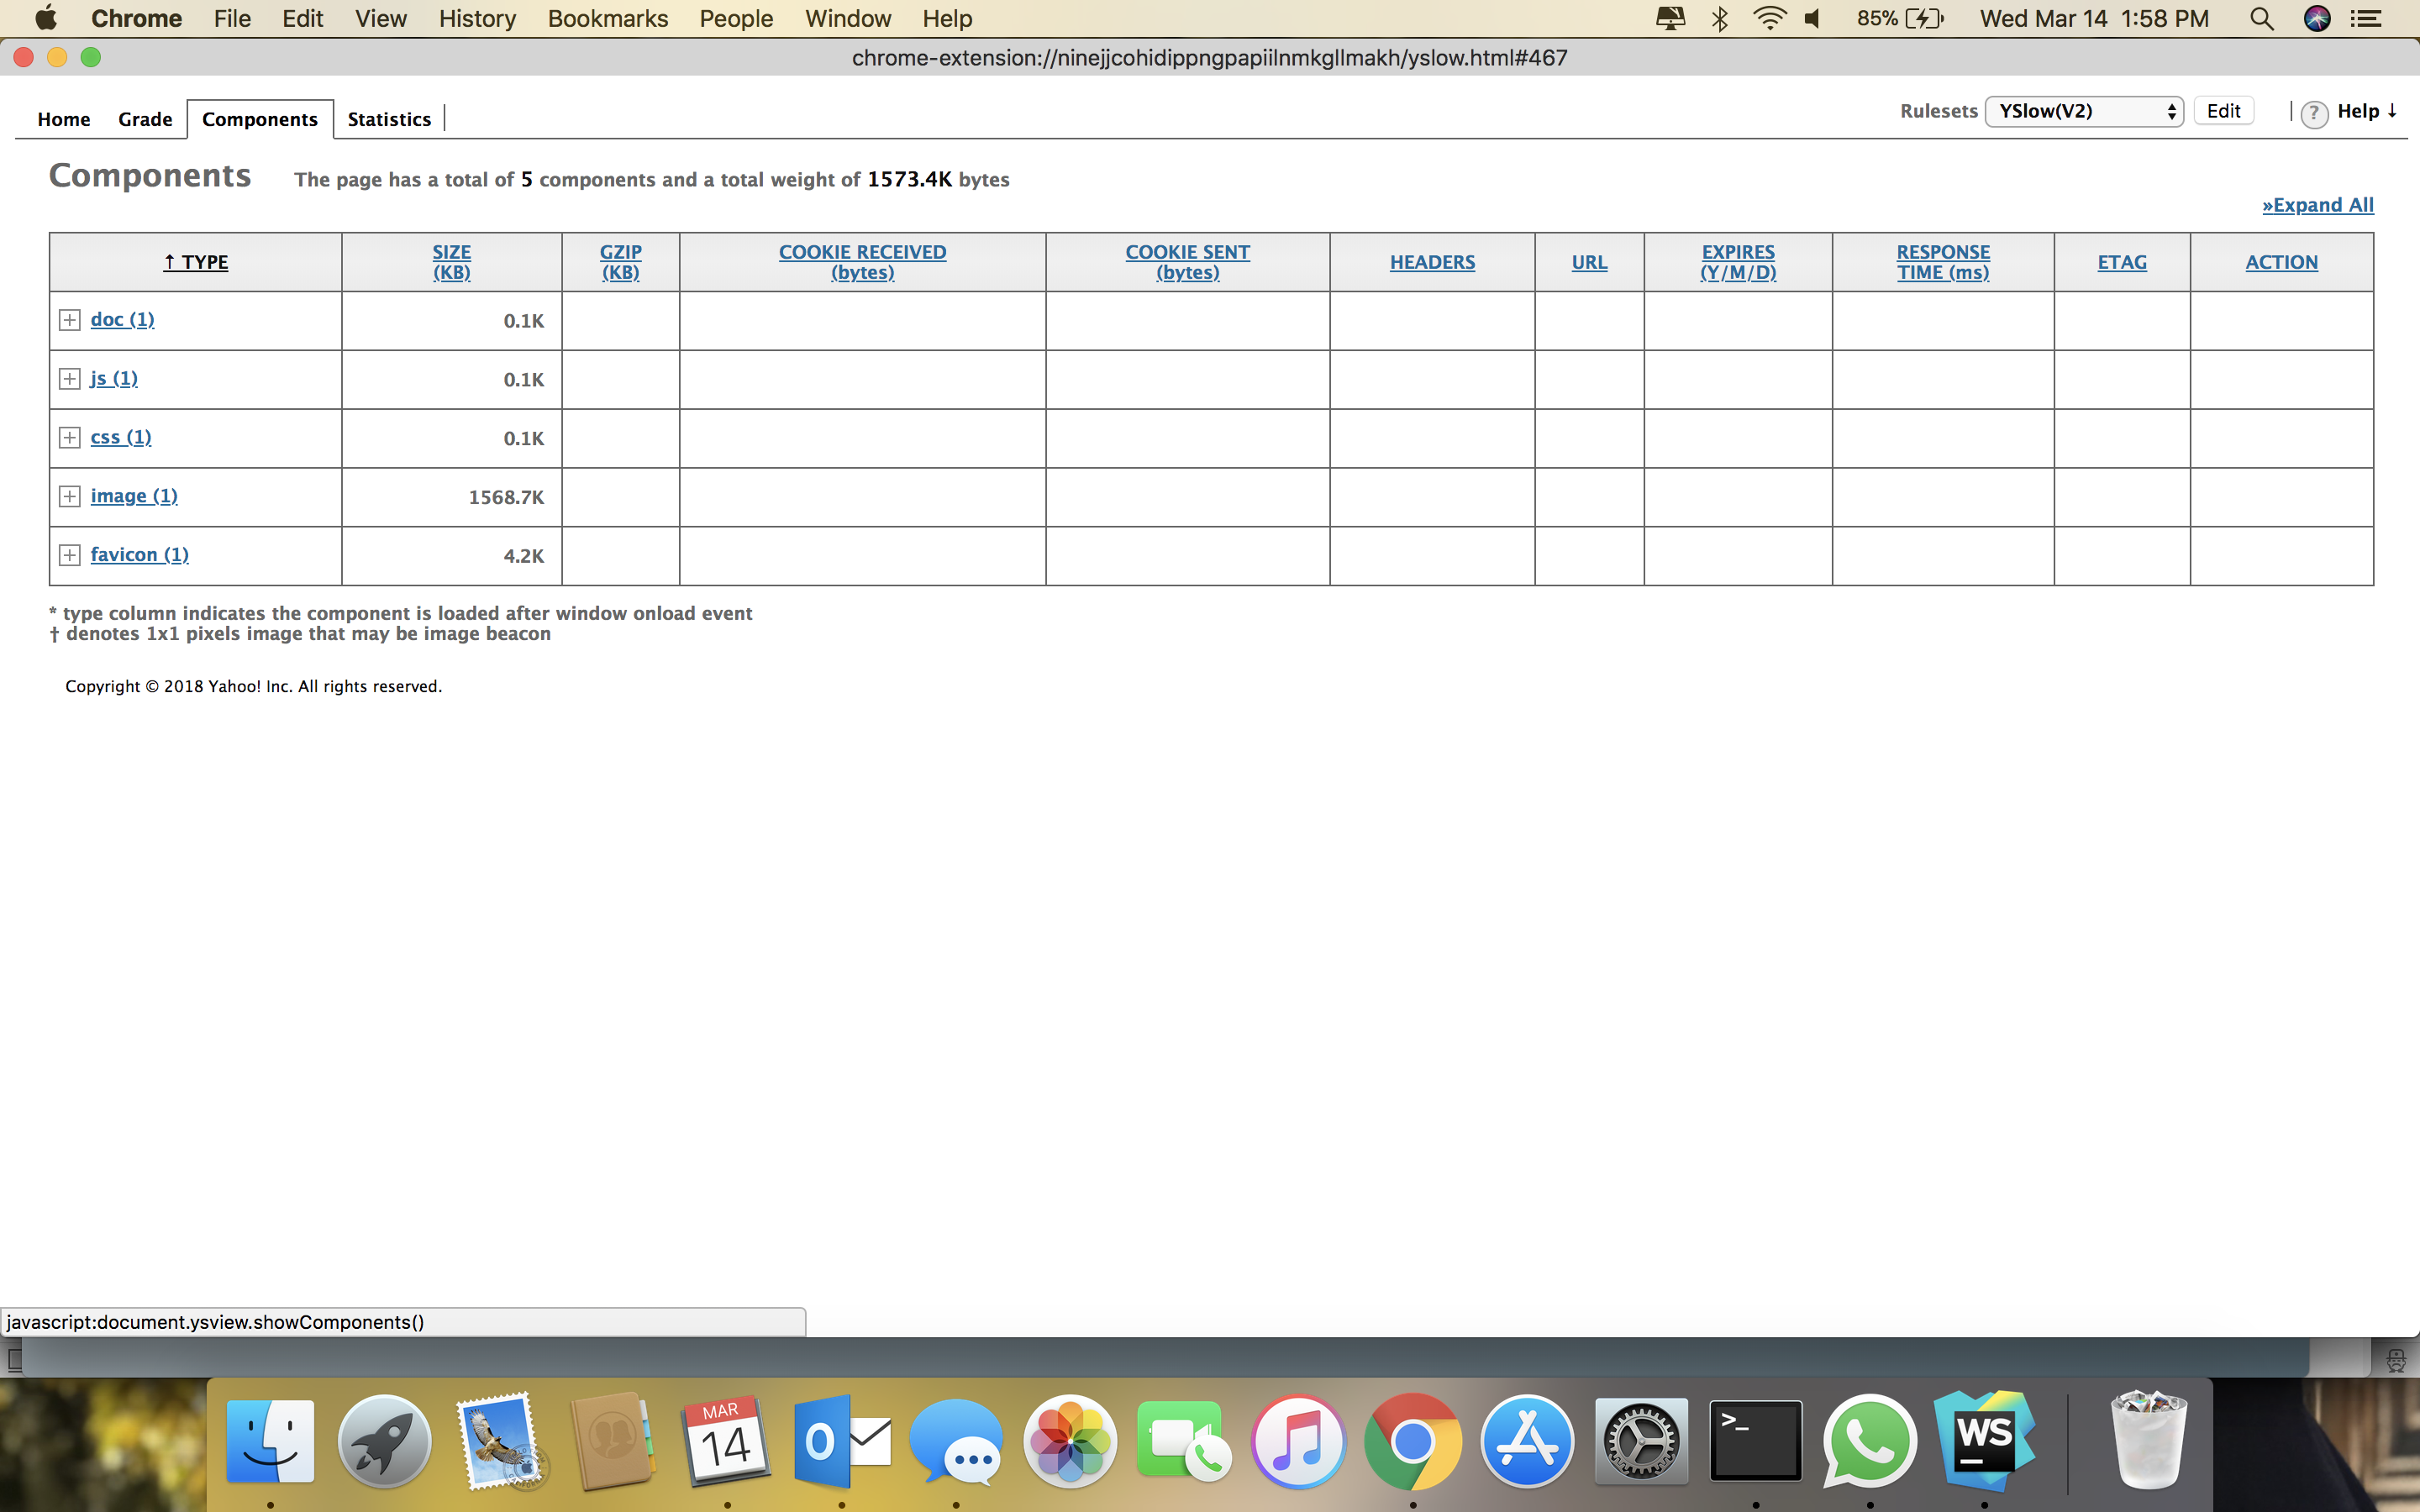 Chrome File Edit View History Bookmarks People Window Help 85% Wed Mar 14 1:58 PM
chrome-extension://ninejjcohidippngpapiilnmkgllmakh/yslow.html#467
Home Grade Components Statistics Rulesets YSlow(V2) Edit | ? Help ↓
Components The page has a total of 5 components and a total weight of 1573.4K bytes
»Expand All
↑ TYPE SIZE (KB) GZIP (KB) COOKIE RECEIVED (bytes) COOKIE SENT (bytes) HEADERS URL EXPIRES (Y/M/D) RESPONSE TIME (ms) ETAG ACTION
doc (1) 0.1K
js (1) 0.1K
css (1) 0.1K
image (1) 1568.7K
favicon (1) 4.2K
* type column indicates the component is loaded after window onload event
† denotes 1x1 pixels image that may be image beacon
Copyright © 2018 Yahoo! Inc. All rights reserved.
javascript:document.ysview.showComponents()
MAR
14
O
>_
WS